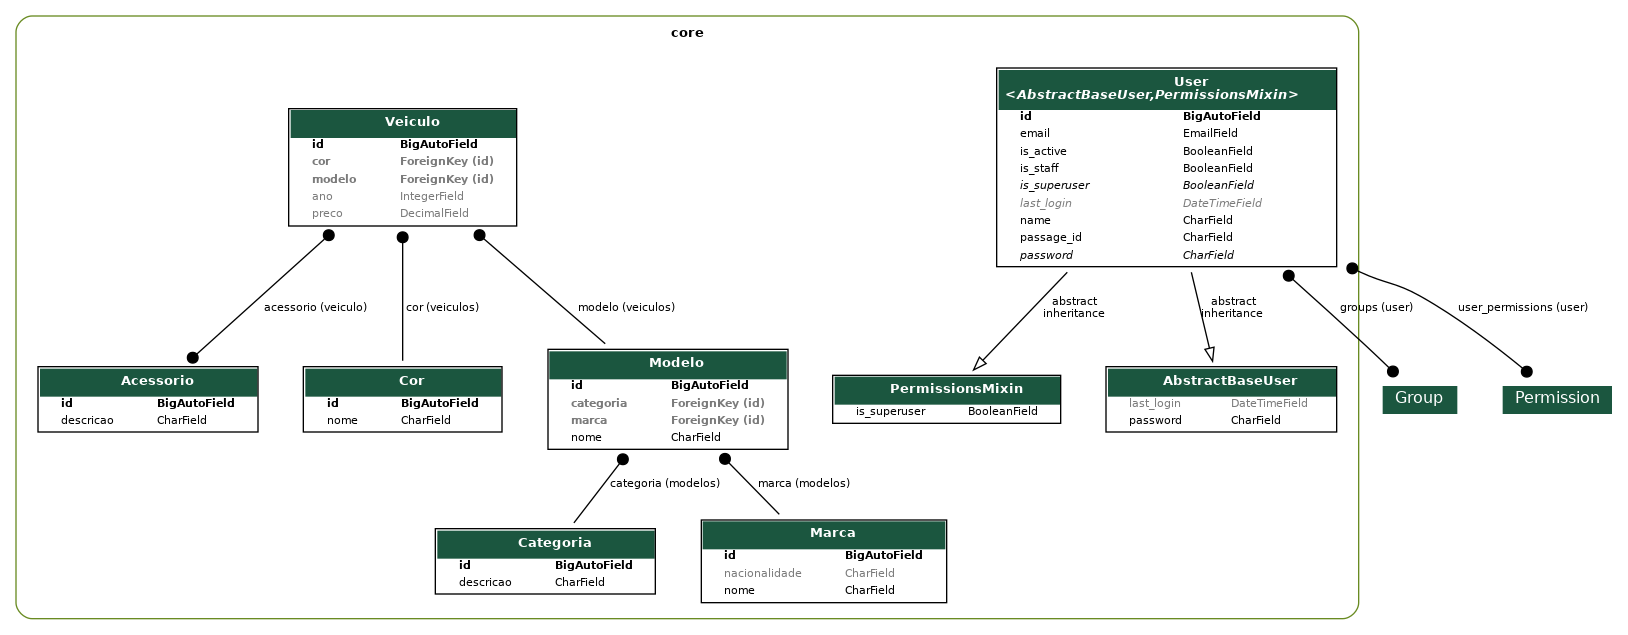 core
Veiculo
id BigAutoField
cor ForeignKey (id)
modelo ForeignKey (id)
ano IntegerField
preco DecimalField
User
<AbstractBaseUser,PermissionsMixin>
id BigAutoField
email EmailField
is_active BooleanField
is_staff BooleanField
is_superuser BooleanField
last_login DateTimeField
name CharField
passage_id CharField
password CharField
acessorio (veiculo)
cor (veiculos)
modelo (veiculos)
abstract
inheritance
abstract
inheritance
groups (user)
user_permissions (user)
Acessorio
id BigAutoField
descricao CharField
Cor
id BigAutoField
nome CharField
Modelo
id BigAutoField
categoria ForeignKey (id)
marca ForeignKey (id)
nome CharField
PermissionsMixin
is_superuser BooleanField
AbstractBaseUser
last_login DateTimeField
password CharField
Group
Permission
categoria (modelos)
marca (modelos)
Categoria
id BigAutoField
descricao CharField
Marca
id BigAutoField
nacionalidade CharField
nome CharField